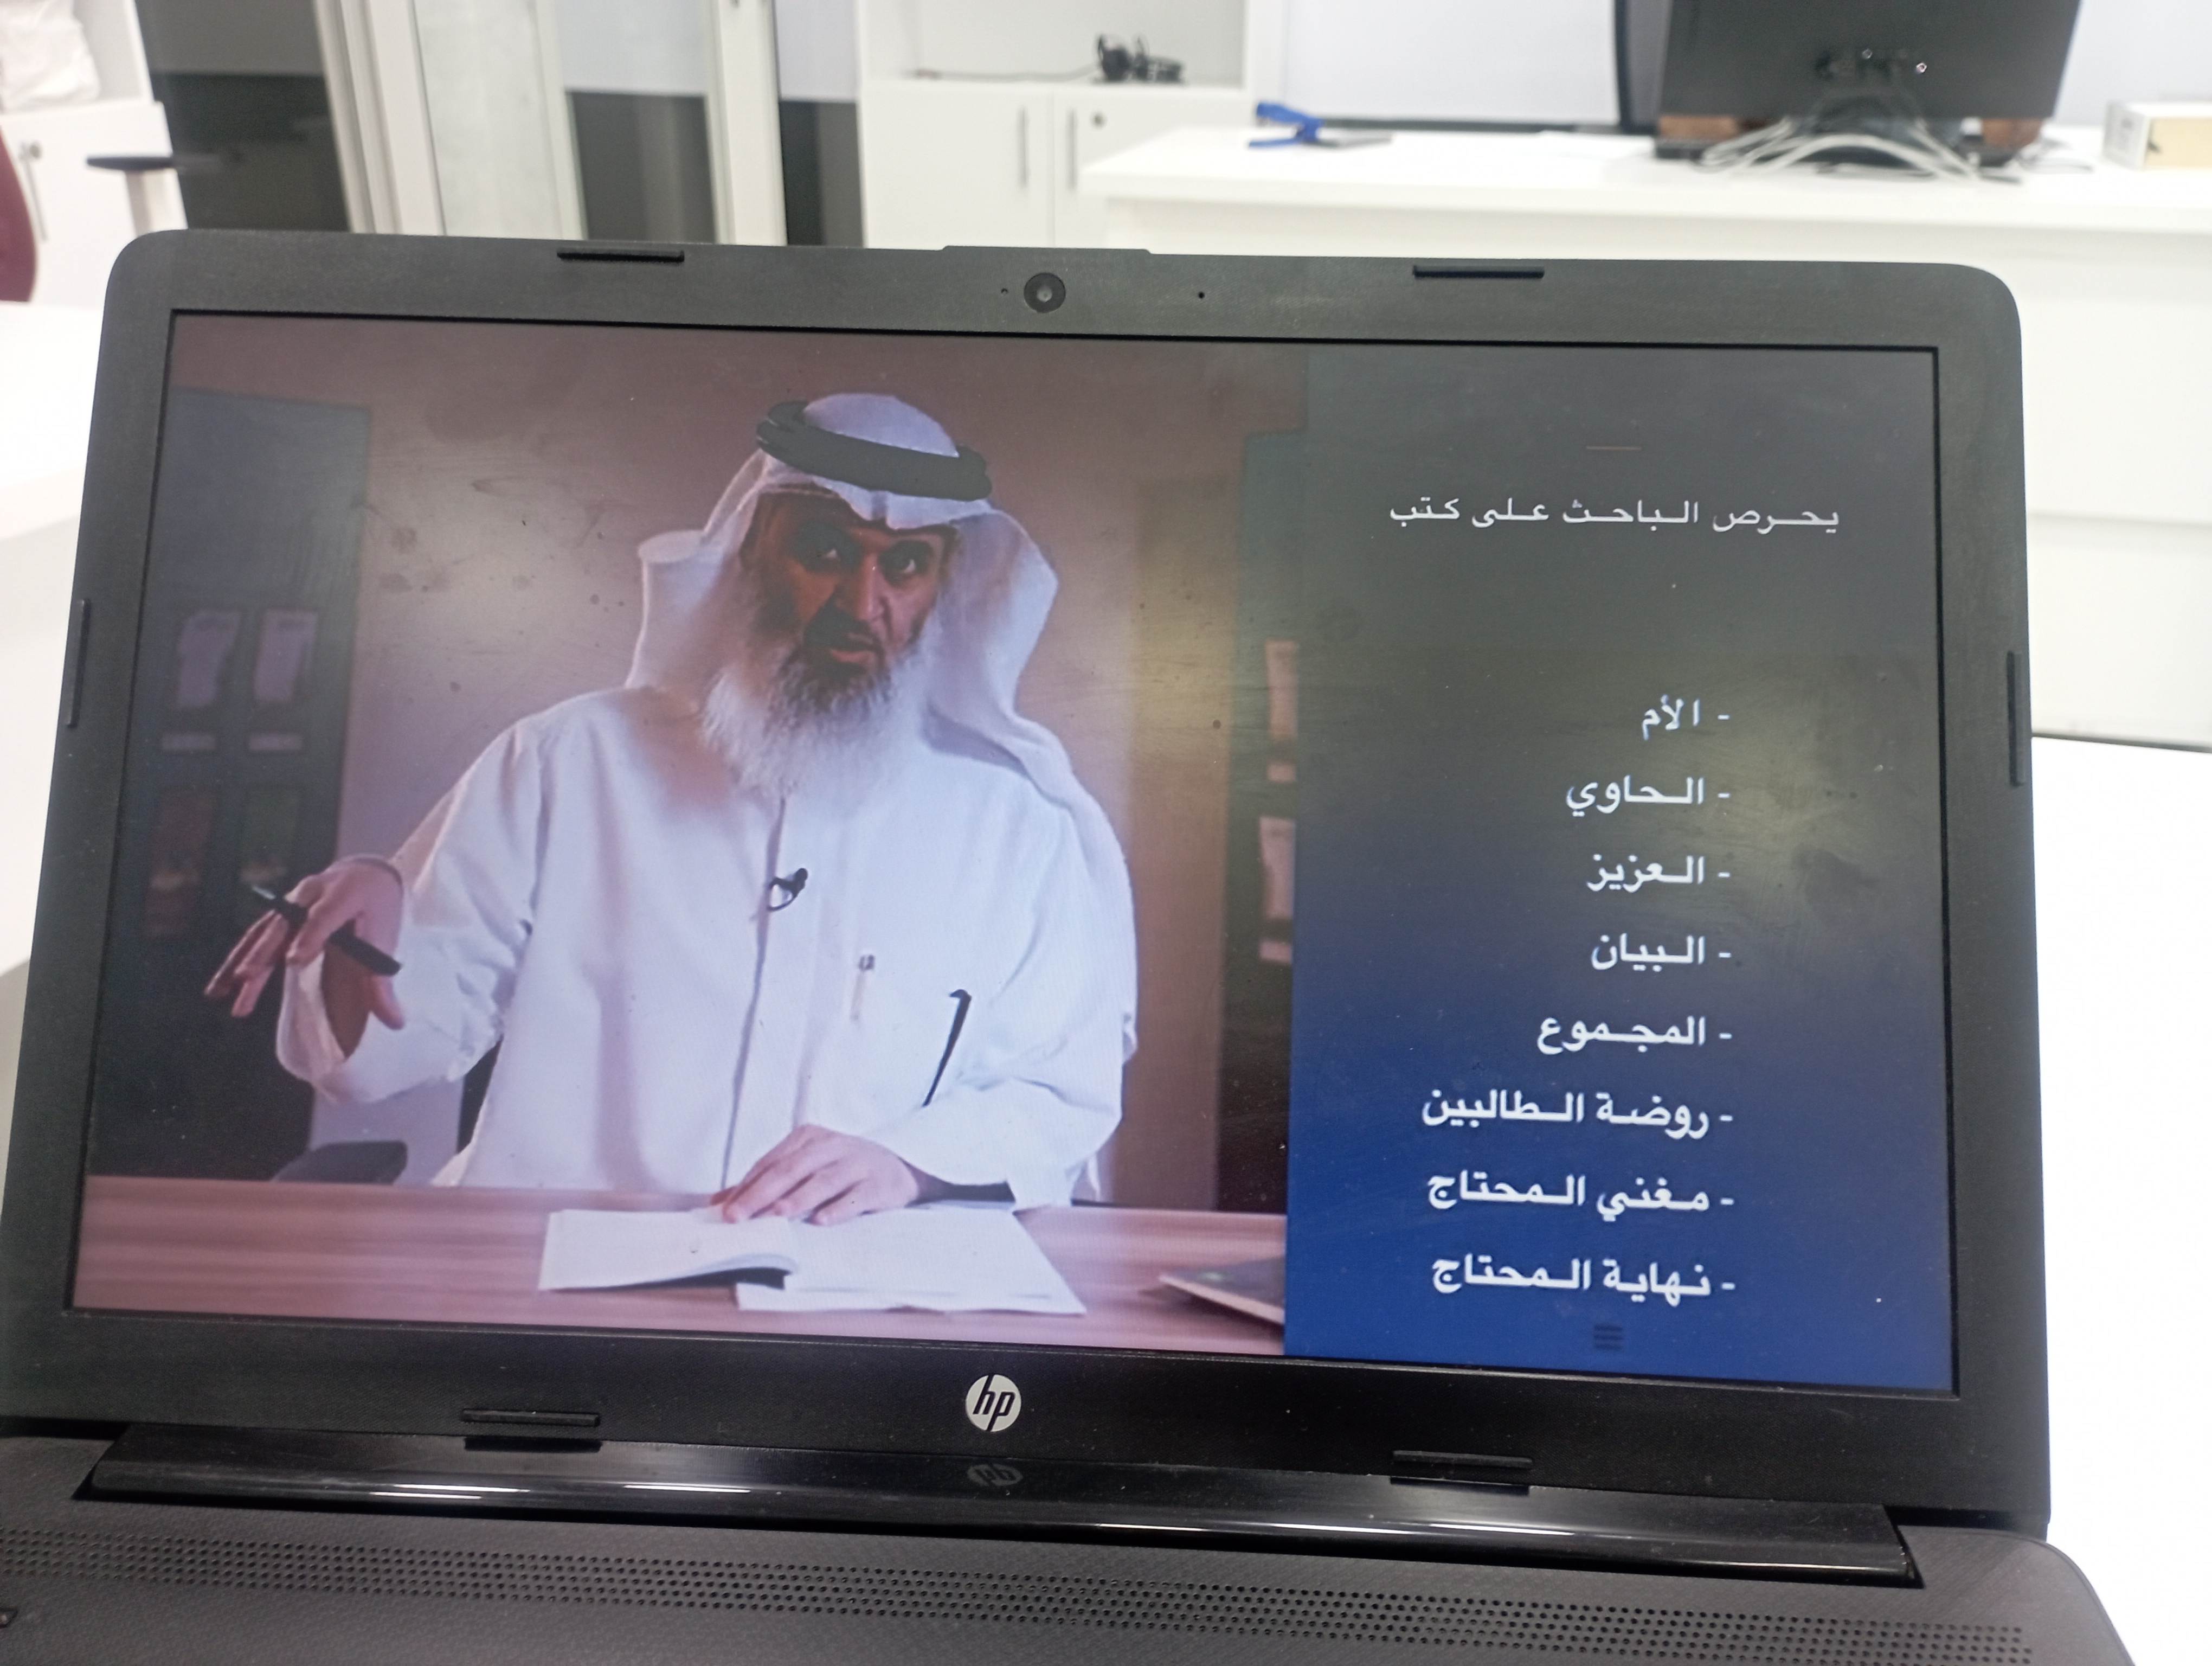 يحرص الباحث على كتب
- الأم
- الحاوي
- العزيز
- البيان
- المجموع
- روضة الطالبين
- مغني المحتاج
- نهاية المحتاج
hp